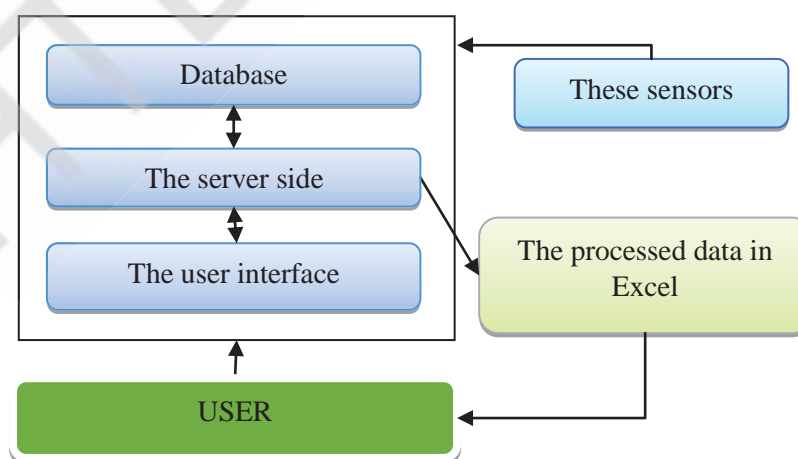 Database
These sensors
The server side
The user interface
The processed data in
Excel
USER